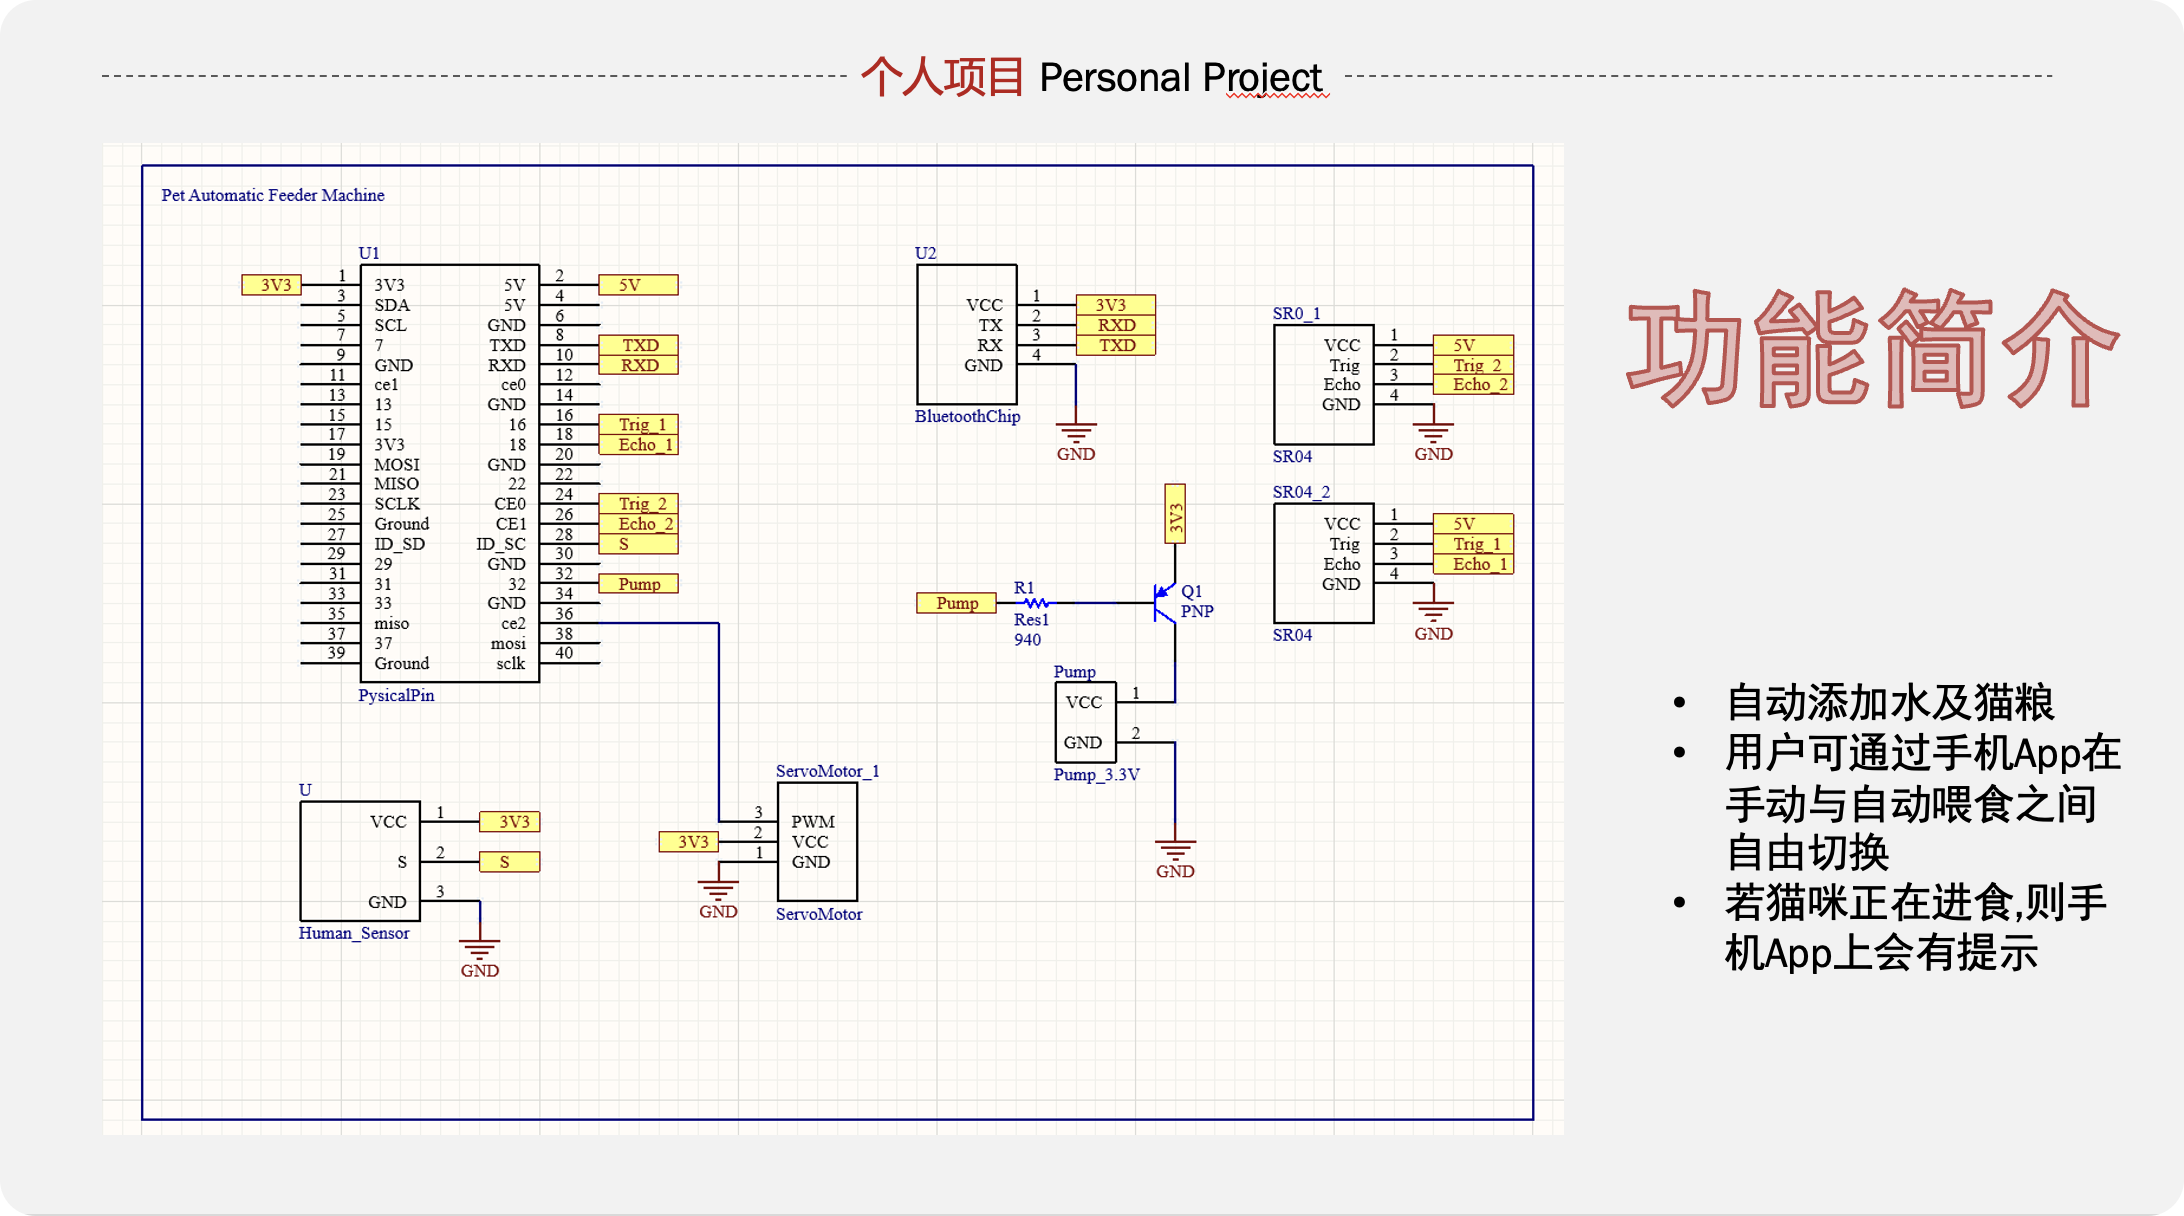 个人项目 Personal Project
Pet Automatic Feeder Machine
U1
3V3 1 3V3 5V 2 5V
3 SDA 5V 4
5 SCL GND 6
7 7 TXD 8 TXD
9 GND RXD 10 RXD
11 ce1 ce0 12
13 13 GND 14
15 15 16 16 Trig_1
17 3V3 18 18 Echo_1
19 MOSI GND 20
21 MISO 22 22
23 SCLK CE0 24 Trig_2
25 Ground CE1 26 Echo_2
27 ID_SD ID_SC 28 S
29 29 GND 30
31 31 32 32 Pump
33 33 GND 34
35 miso ce2 36
37 37 mosi 38
39 Ground sclk 40
PysicalPin
U2
VCC 1 3V3
TX 2 RXD
RX 3 TXD
GND 4
BluetoothChip
GND
SR0_1
VCC 1 5V
Trig 2 Trig_2
Echo 3 Echo_2
GND 4
SR04
GND
SR04_2
VCC 1 5V
Trig 2 Trig_1
Echo 3 Echo_1
GND 4
SR04
GND
3V3
Pump
R1
Res1
940
Q1
PNP
Pump
VCC 1
GND 2
Pump_3.3V
GND
U
VCC 1 3V3
S 2 S
GND 3
Human_Sensor
GND
ServoMotor_1
3 PWM
3V3 2 VCC
1 GND
GND
ServoMotor
功能简介
• 自动添加水及猫粮
• 用户可通过手机App在
手动与自动喂食之间
自由切换
• 若猫咪正在进食,则手
机App上会有提示